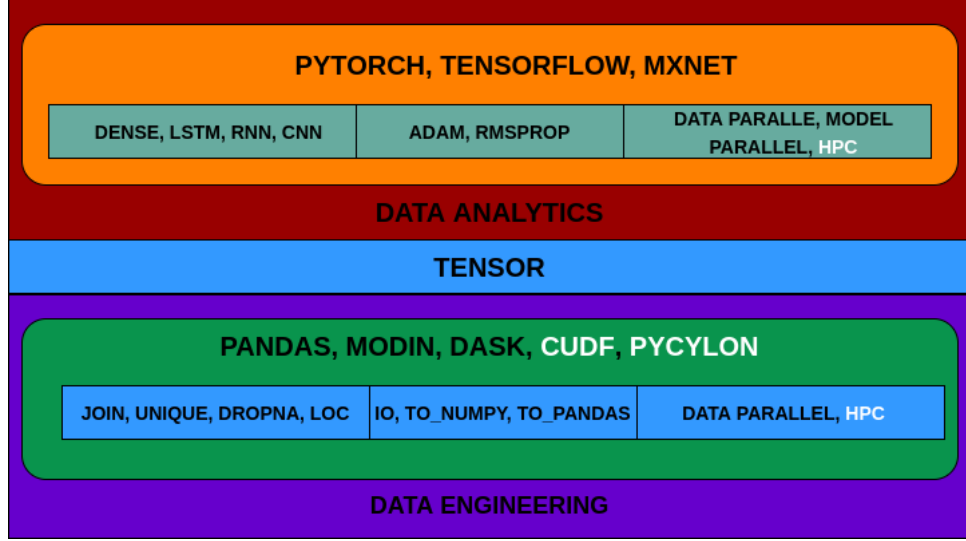 PYTORCH, TENSORFLOW, MXNET
DENSE, LSTM, RNN, CNN
ADAM, RMSPROP
DATA PARALLE, MODEL
PARALLEL, HPC
DATA ANALYTICS
TENSOR
PANDAS, MODIN, DASK, CUDF, PYCYLON
JOIN, UNIQUE, DROPNA, LOC
IO, TO_NUMPY, TO_PANDAS
DATA PARALLEL, HPC
DATA ENGINEERING